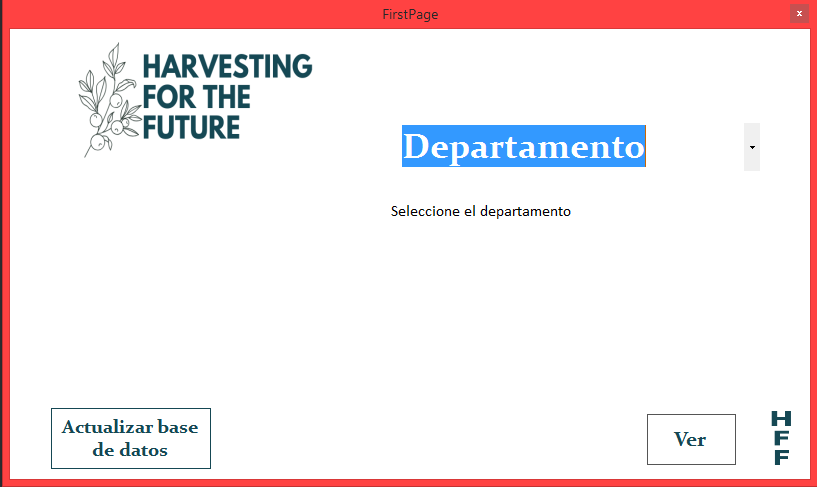 FirstPage
x
HARVESTING
FOR THE
FUTURE
Departamento
Seleccione el departamento
Actualizar base
de datos
Ver
H
F
F